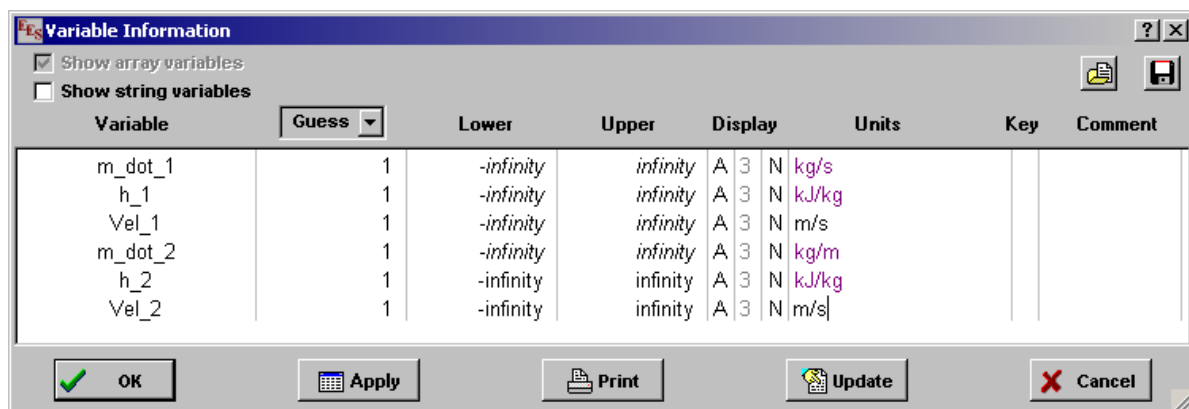 EES Variable Information ? ×
Show array variables
Show string variables
Variable Guess Lower Upper Display Units Key Comment
m_dot_1 1 -infinity infinity A 3 N kg/s
h_1 1 -infinity infinity A 3 N kJ/kg
Vel_1 1 -infinity infinity A 3 N m/s
m_dot_2 1 -infinity infinity A 3 N kg/m
h_2 1 -infinity infinity A 3 N kJ/kg
Vel_2 1 -infinity infinity A 3 N m/s
OK Apply Print Update Cancel